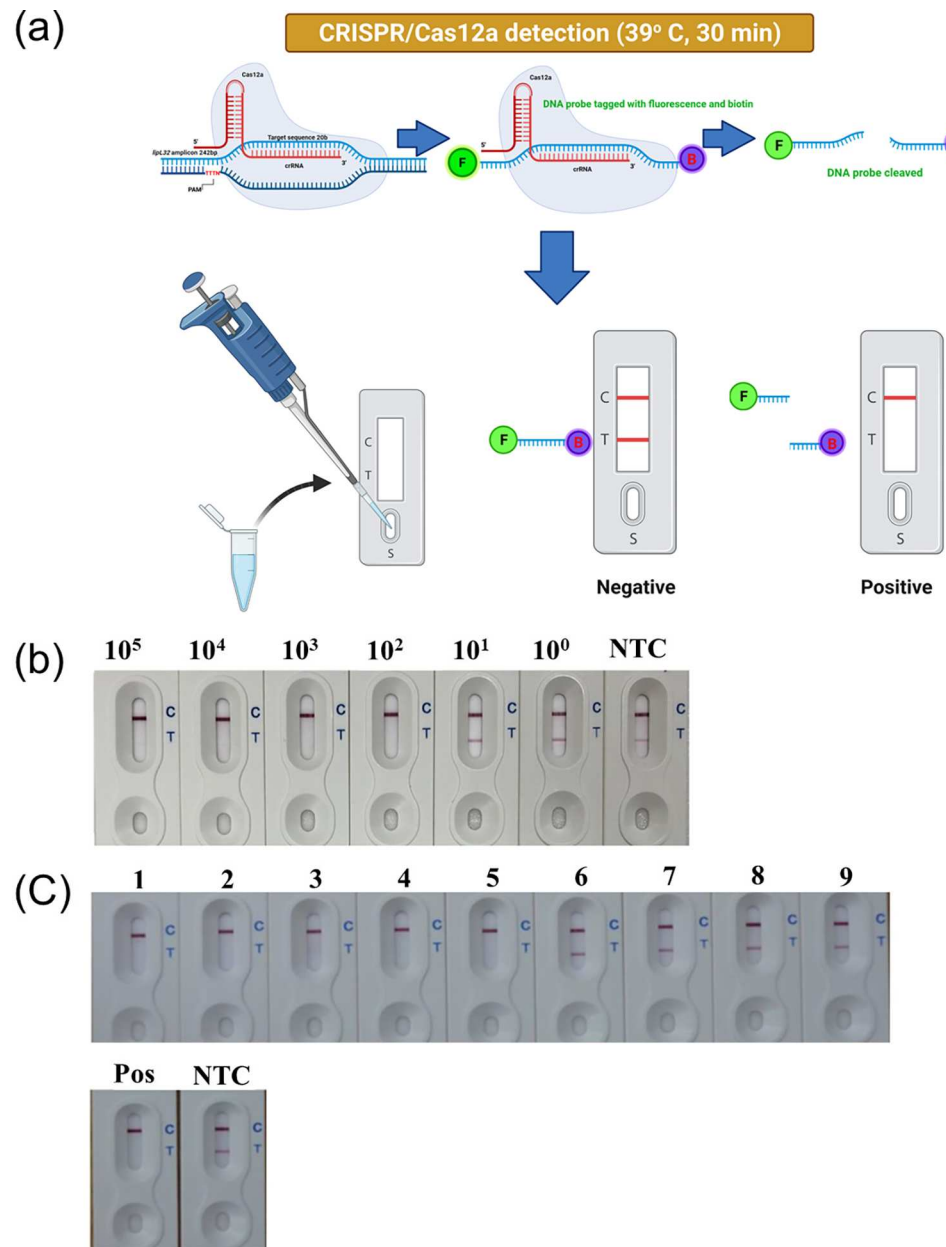 (a)
CRISPR/Cas12a detection (39º C, 30 min)
Cas12a
5'
Target sequence 20b
lipL32 amplicon 242bp
TTTN
PAM
crRNA
3'
Cas12a
DNA probe tagged with fluorescence and biotin
5'
F
crRNA
3'
B
F
DNA probe cleaved
C
T
S
F
B
C
T
S
Negative
F
B
C
T
S
Positive
(b)
10⁵ 10⁴ 10³ 10² 10¹ 10⁰ NTC
C C C C C C C
T T T T T T T
(C)
1 2 3 4 5 6 7 8 9
C C C C C C C C C
T T T T T T T T T
Pos NTC
C C
T T